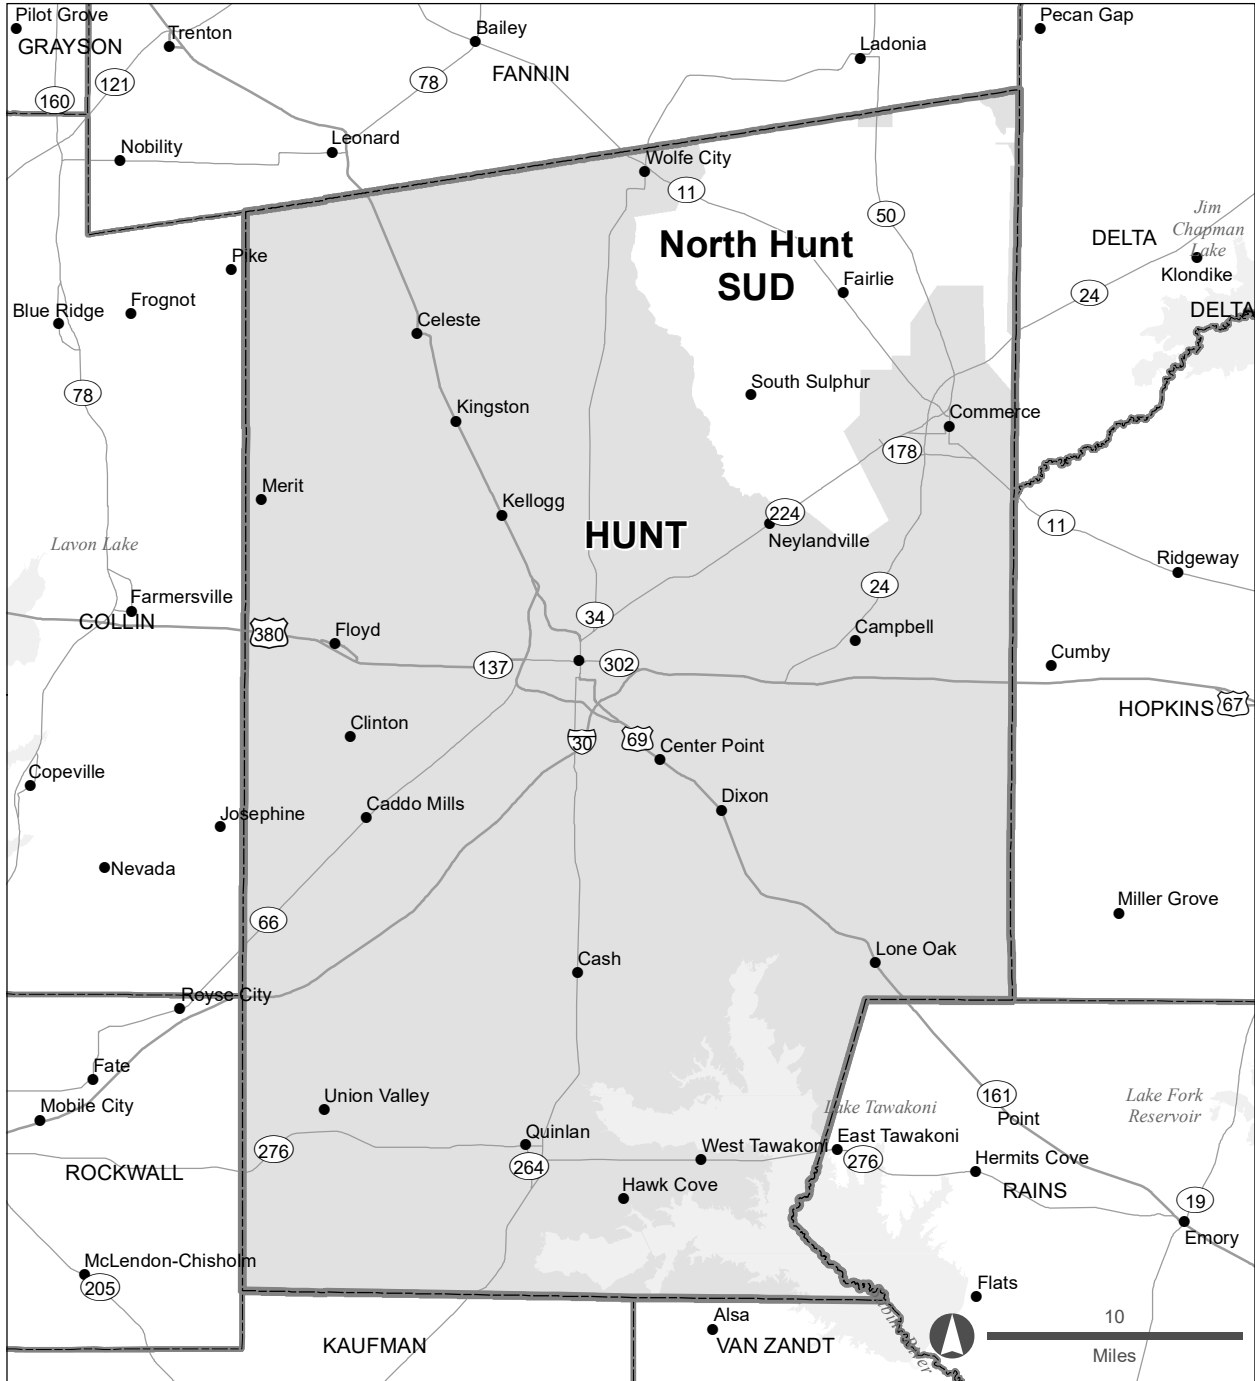 Pilot Grove
Trenton
Bailey
Pecan Gap
GRAYSON
Ladonia
FANNIN
121
78
160
Leonard
Nobility
Wolfe City
11
50
Jim
Chapman
Lake
DELTA
North Hunt
SUD
Pike
Klondike
Fairlie
24
Blue Ridge
Frognot
DELTA
Celeste
South Sulphur
78
Kingston
Commerce
178
Merit
Kellogg
224
11
HUNT
Neylandville
Lavon Lake
Ridgeway
24
Farmersville
34
COLLIN
380
Floyd
Campbell
Cumby
137
302
HOPKINS
67
Clinton
30
69
Center Point
Copeville
Dixon
Caddo Mills
Josephine
Nevada
Miller Grove
66
Lone Oak
Cash
Royse City
Fate
161
Union Valley
Lake Fork
Reservoir
Mobile City
Lake Tawakoni
Point
Quinlan
East Tawakoni
276
West Tawakoni
276
Hermits Cove
264
ROCKWALL
Hawk Cove
RAINS
19
Emory
McLendon-Chisholm
205
Flats
Alsa
10
KAUFMAN
VAN ZANDT
River
Miles